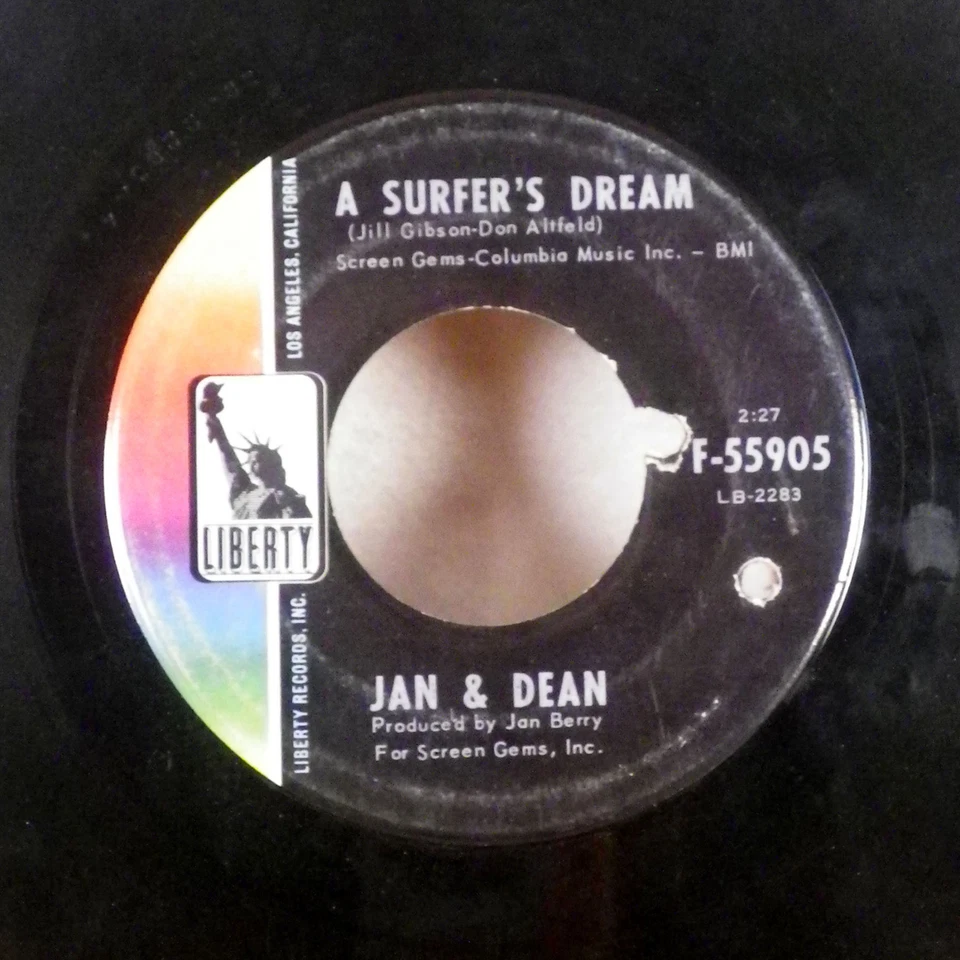 A SURFER'S DREAM
(Jill Gibson-Don Altfeld)
Screen Gems-Columbia Music Inc. – BMI
LOS ANGELES, CALIFORNIA
2:27
F-55905
LB-2283
LIBERTY
LIBERTY RECORDS, INC.
JAN & DEAN
Produced by Jan Berry
For Screen Gems, Inc.